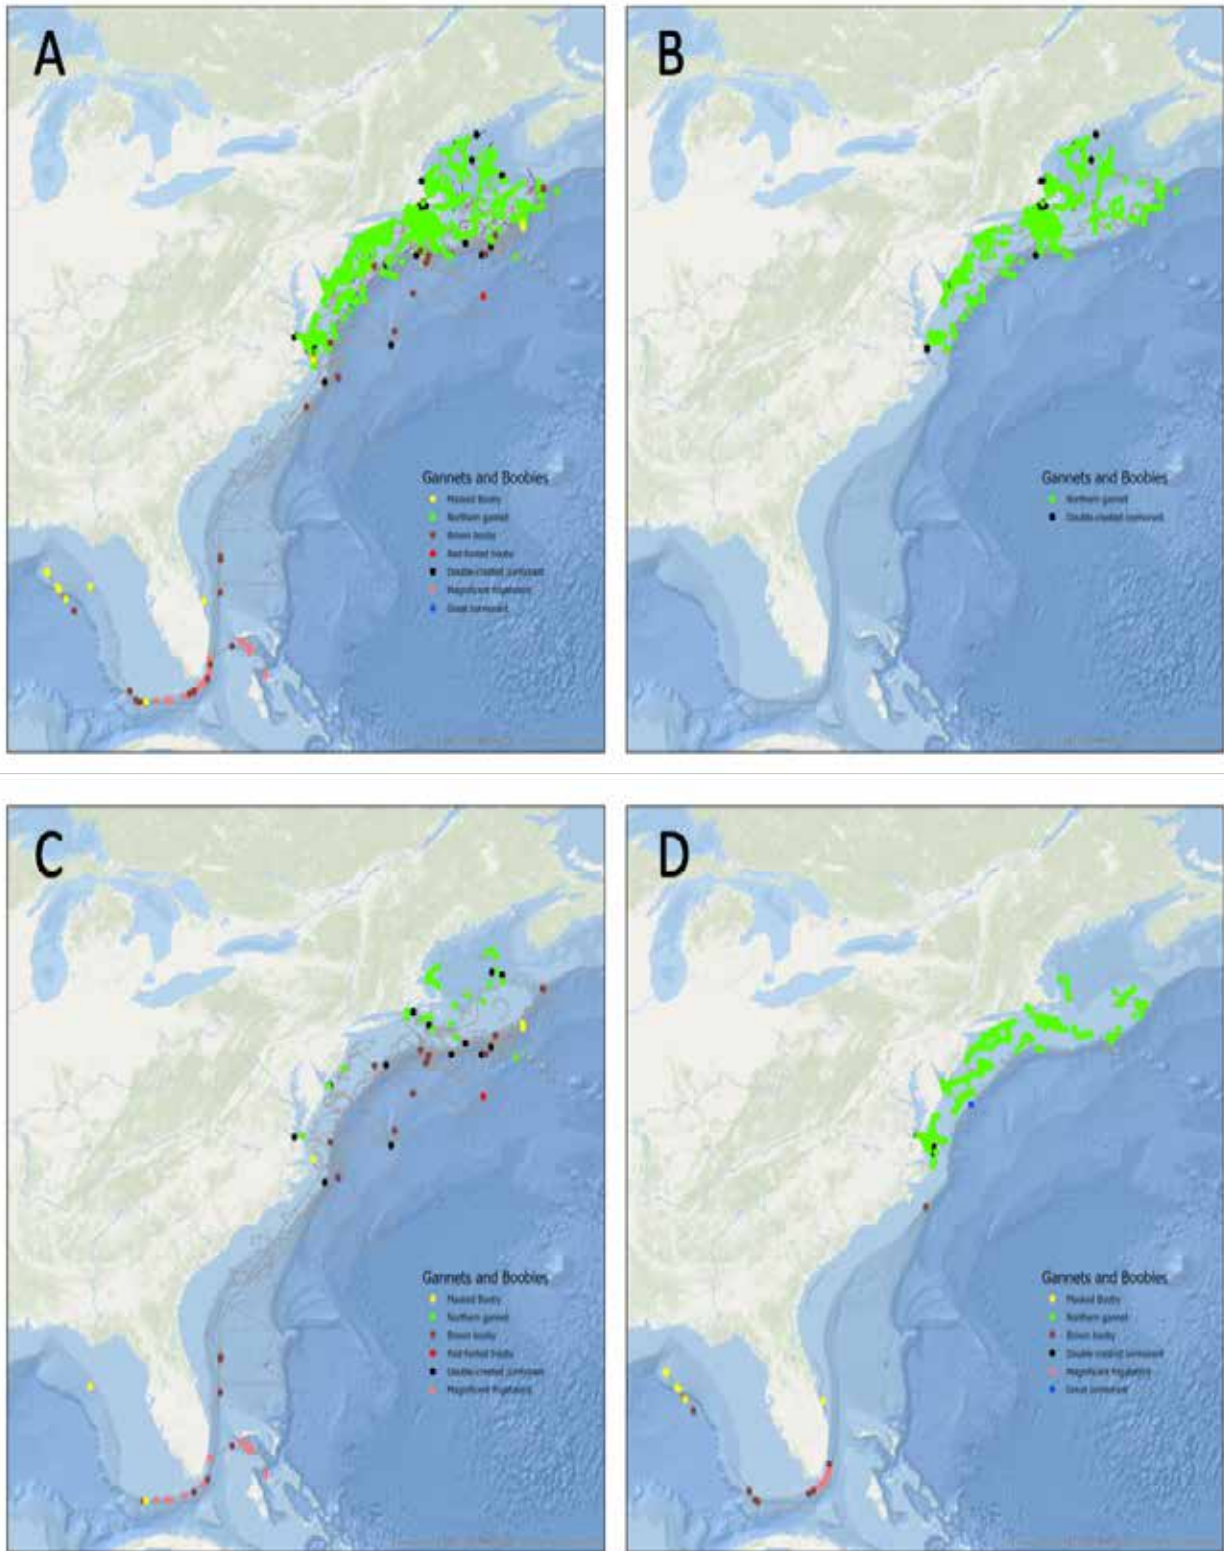 A
Gannets and Boobies
Masked Booby
Northern gannet
Brown booby
Red-footed booby
Double-crested cormorant
Magnificent frigatebird
Great cormorant
B
Gannets and Boobies
Northern gannet
Double-crested cormorant
C
Gannets and Boobies
Masked Booby
Northern gannet
Brown booby
Red-footed booby
Double-crested cormorant
Magnificent frigatebird
D
Gannets and Boobies
Masked Booby
Northern gannet
Brown booby
Double-crested cormorant
Magnificent frigatebird
Great cormorant